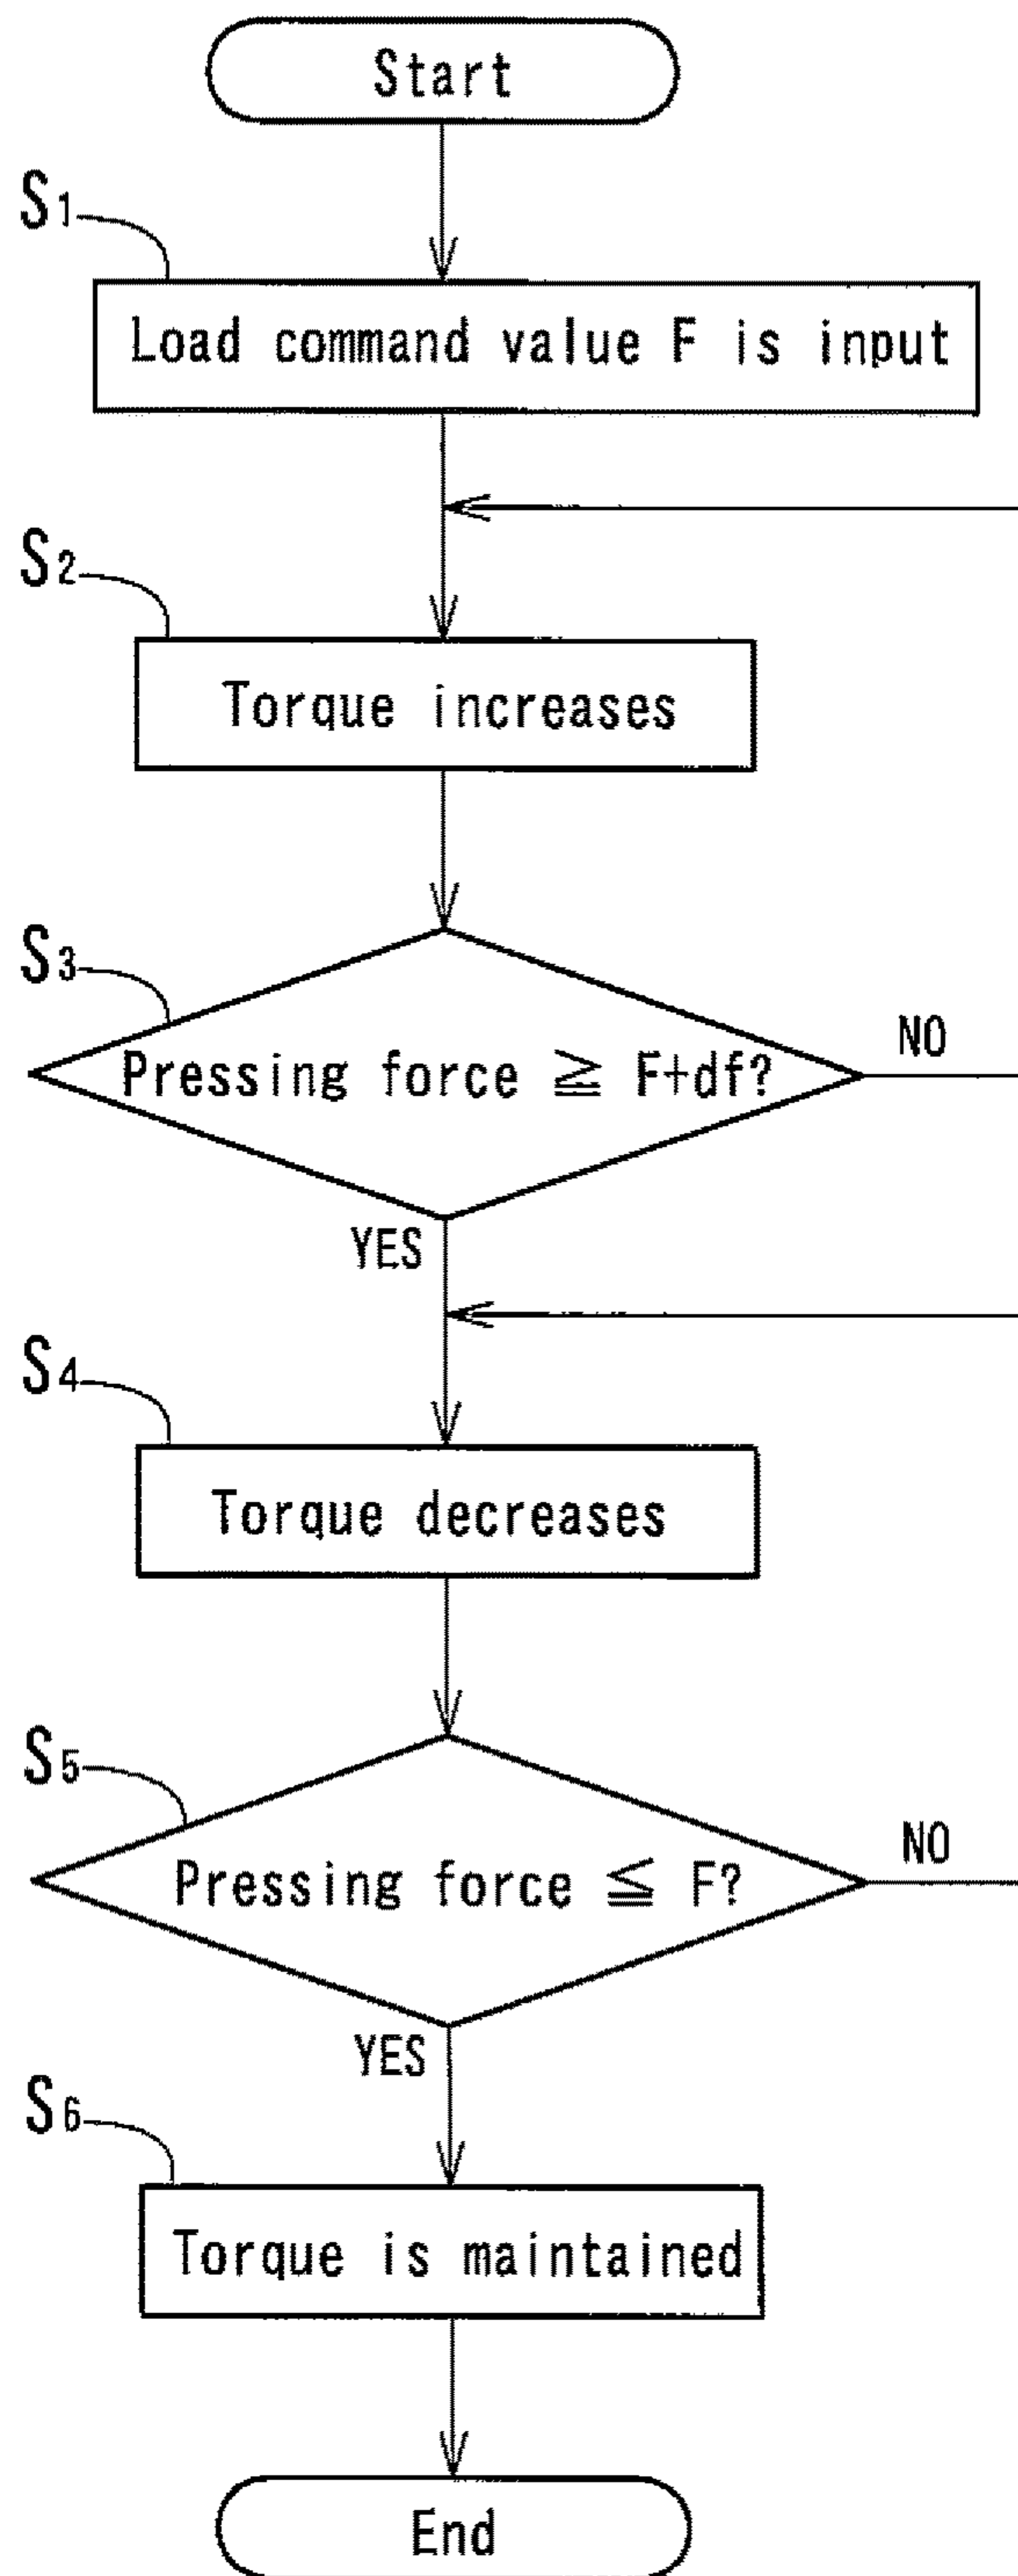 Start
S1
Load command value F is input
S2
Torque increases
S3
Pressing force ≧ F+df?
NO
YES
S4
Torque decreases
S5
Pressing force ≦ F?
NO
YES
S6
Torque is maintained
End